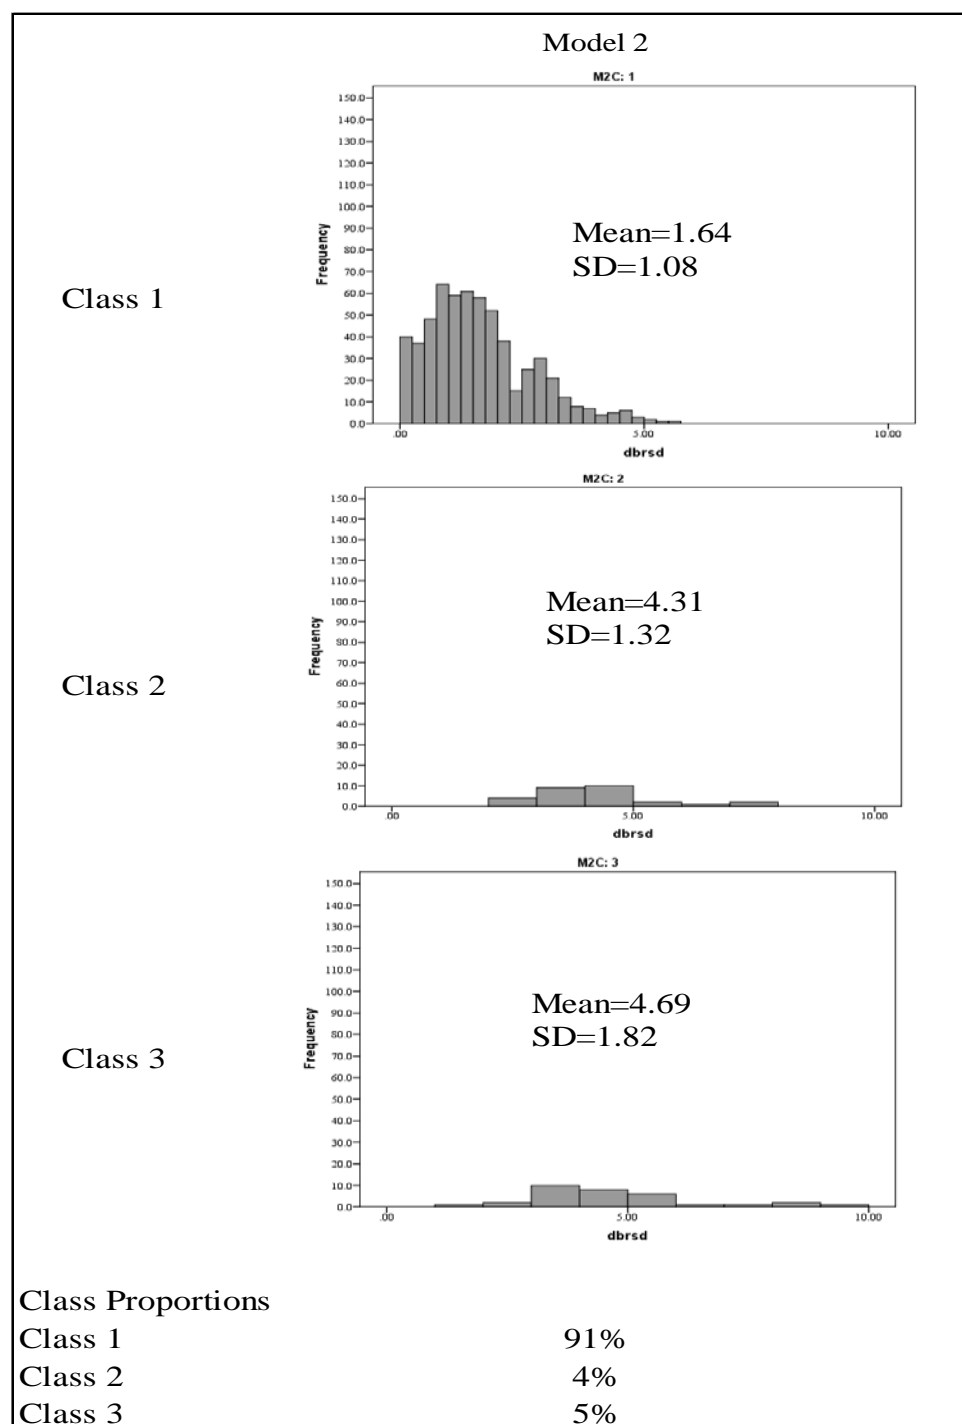 Model 2
M2C: 1
150.0
140.0
130.0
120.0
110.0
100.0
90.0
80.0
70.0
60.0
50.0
40.0
30.0
20.0
10.0
0.0
Frequency
Mean=1.64
SD=1.08
Class 1
.00
5.00
10.00
dbrsd
M2C: 2
150.0
140.0
130.0
120.0
110.0
100.0
90.0
80.0
70.0
60.0
50.0
40.0
30.0
20.0
10.0
0.0
Frequency
Mean=4.31
SD=1.32
Class 2
.00
5.00
10.00
dbrsd
M2C: 3
150.0
140.0
130.0
120.0
110.0
100.0
90.0
80.0
70.0
60.0
50.0
40.0
30.0
20.0
10.0
0.0
Frequency
Mean=4.69
SD=1.82
Class 3
.00
5.00
10.00
dbrsd
Class Proportions
Class 1 91%
Class 2 4%
Class 3 5%